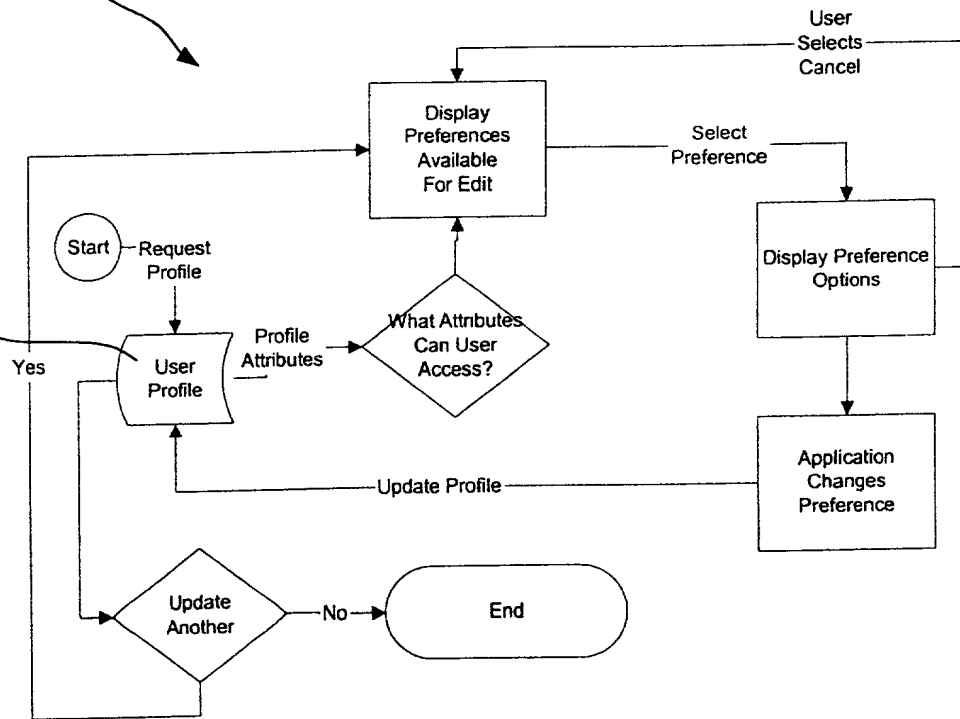 User
Selects
Cancel
Display
Preferences
Available
For Edit
Select
Preference
Start
Request
Profile
Display Preference
Options
What Attributes
Can User
Access?
Profile
Attributes
User
Profile
Yes
Application
Changes
Preference
Update Profile
Update
Another
No
End